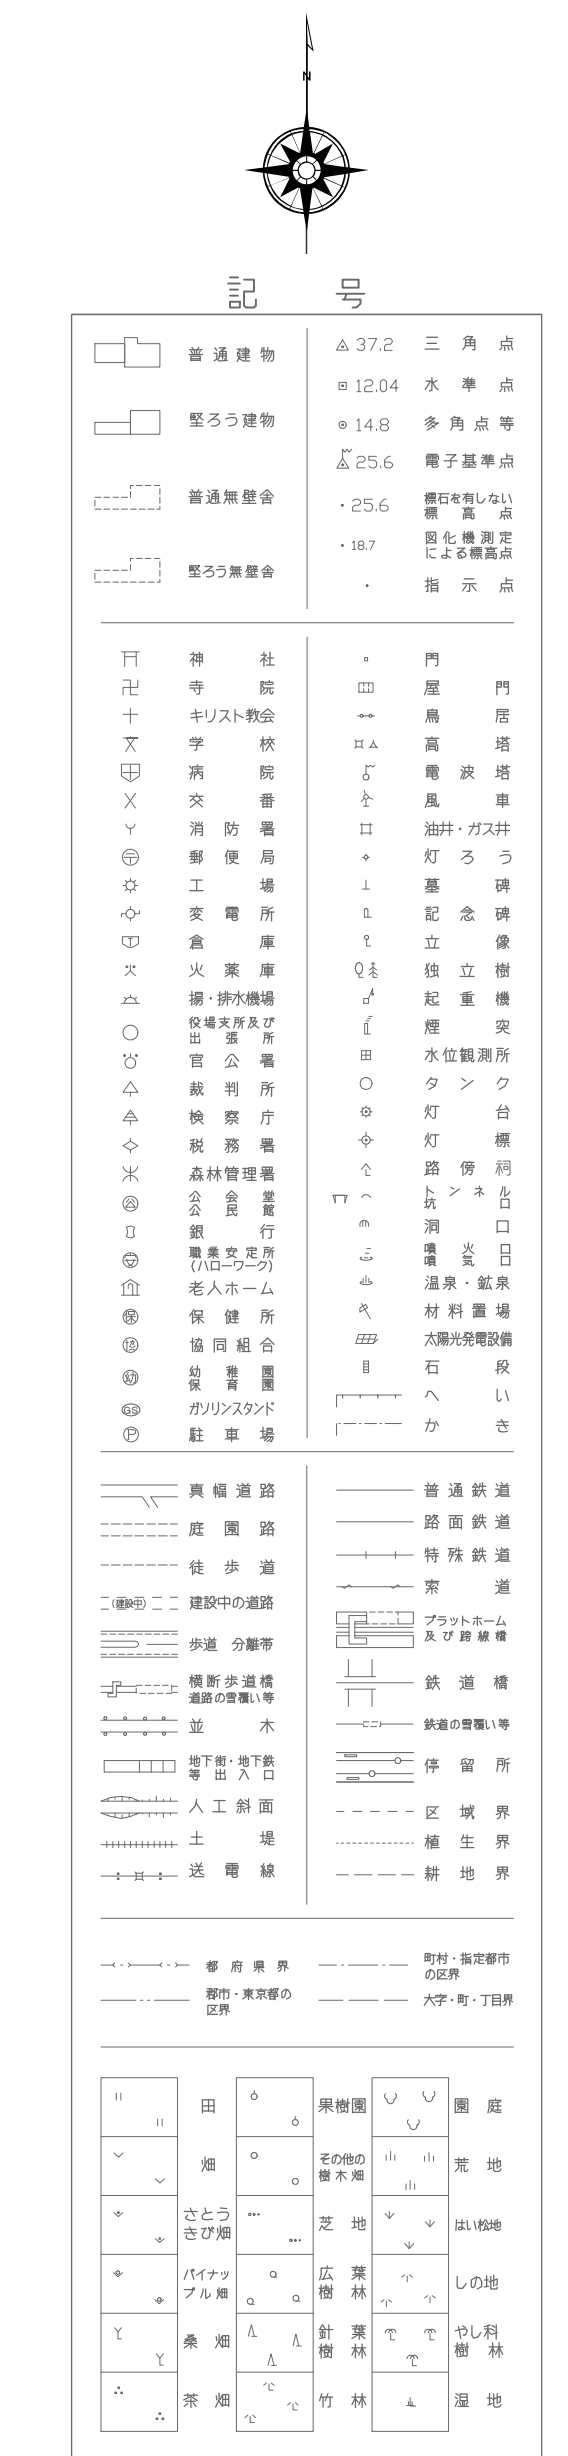 N
記 号
普通建物
堅ろう建物
普通無壁舎
堅ろう無壁舎
37.2 三角点
12.04 水準点
14.8 多角点等
25.6 電子基準点
25.6 標石を有しない
標高点
18.7 図化機測定
による標高点
指示点
神社
寺院
キリスト教会
学校
病院
交番
消防署
郵便局
工場
変電所
倉庫
火薬庫
揚・排水機場
役場支所及び
出張所
官公署
裁判所
検察庁
税務署
森林管理署
公会堂
公民館
銀行
職業安定所
(ハローワーク)
老人ホーム
保 保健所
協 協同組合
幼 幼稚園
保育園
GS ガソリンスタンド
P 駐車場
門
屋門
鳥居
高塔
電波塔
風車
油井・ガス井
灯ろう
墓碑
記念碑
立像
独立樹
起重機
煙突
水位観測所
タンク
灯台
灯標
路傍祠
トンネル
坑口
洞口
噴火口
噴気口
温泉・鉱泉
材料置場
太陽光発電設備
石段
へい
かき
真幅道路
庭園路
徒歩道
(建設中) 建設中の道路
歩道 分離帯
横断歩道橋
道路の雪覆い等
並木
地下街・地下鉄
等出入口
人工斜面
土堤
送電線
普通鉄道
路面鉄道
特殊鉄道
索道
プラットホーム
及び跨線橋
鉄道橋
鉄道の雪覆い等
停留所
区域界
植生界
耕地界
都府県界
郡市・東京都の
区界
町村・指定都市
の区界
大字・町・丁目界
田
畑
さとう
きび畑
パイナッ
プル畑
桑畑
茶畑
果樹園
その他の
樹木畑
芝地
広葉
樹林
針葉
樹林
竹林
園庭
荒地
はい松地
しの地
やし科
樹林
湿地